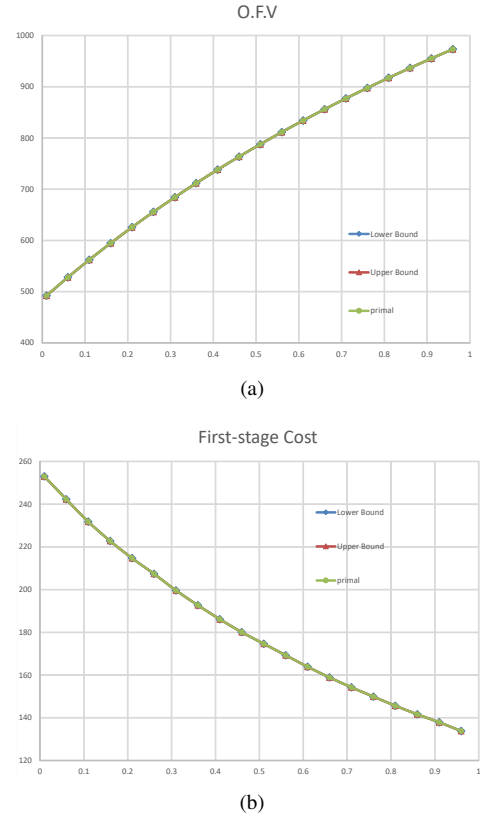 O.F.V
1000
900
800
700
600
500
400
Lower Bound
Upper Bound
primal
0 0.1 0.2 0.3 0.4 0.5 0.6 0.7 0.8 0.9 1
(a)
First-stage Cost
260
240
220
200
180
160
140
120
Lower Bound
Upper Bound
primal
0 0.1 0.2 0.3 0.4 0.5 0.6 0.7 0.8 0.9 1
(b)